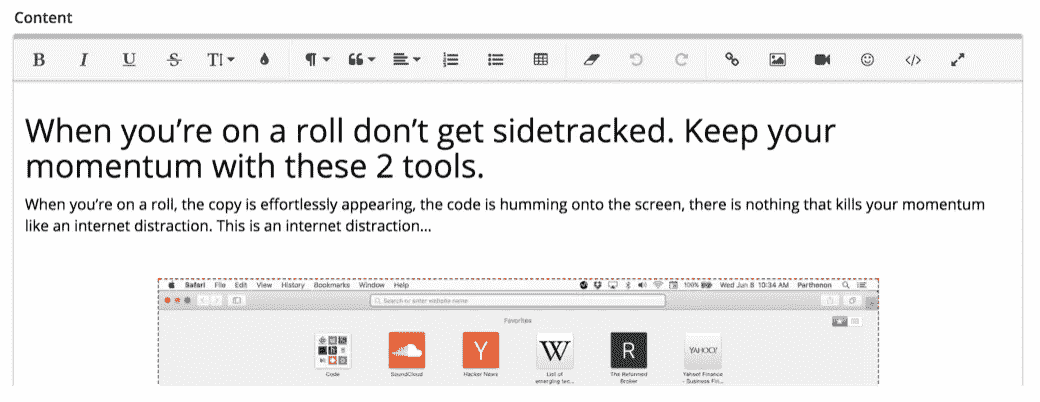 Content
B I U S TI ¶ “
When you’re on a roll don’t get sidetracked. Keep your
momentum with these 2 tools.
When you’re on a roll, the copy is effortlessly appearing, the code is humming onto the screen, there is nothing that kills your momentum
like an internet distraction. This is an internet distraction...
Safari File Edit View History Bookmarks Window Help 100% Wed Jun 8 10:34 AM Parthenon
Search or enter website name
Favorites
Y W R YAHOO!
Code SoundCloud Hacker News List of The Reformed Yahoo! Finance
emerging tec... Broker - Business Fin...